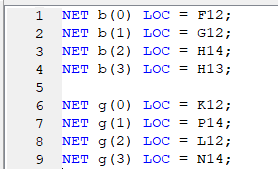 1 NET b(0) LOC = F12;
2 NET b(1) LOC = G12;
3 NET b(2) LOC = H14;
4 NET b(3) LOC = H13;
5
6 NET g(0) LOC = K12;
7 NET g(1) LOC = P14;
8 NET g(2) LOC = L12;
9 NET g(3) LOC = N14;